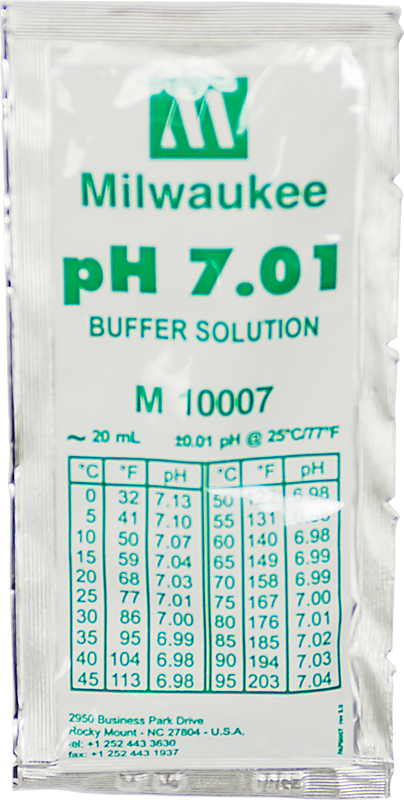 Milwaukee
pH 7.01
BUFFER SOLUTION
M 10007
~ 20 mL ±0.01 pH @ 25°C/77°F
°C °F pH °C °F pH
0 32 7.13 50 6.98
5 41 7.10 55 131
10 50 7.07 60 140 6.98
15 59 7.04 65 149 6.99
20 68 7.03 70 158 6.99
25 77 7.01 75 167 7.00
30 86 7.00 80 176 7.01
35 95 6.99 85 185 7.02
40 104 6.98 90 194 7.03
45 113 6.98 95 203 7.04
2950 Business Park Drive
Rocky Mount - NC 27804 - U.S.A.
tel: +1 252 443 3630
fax: +1 252 443 1937